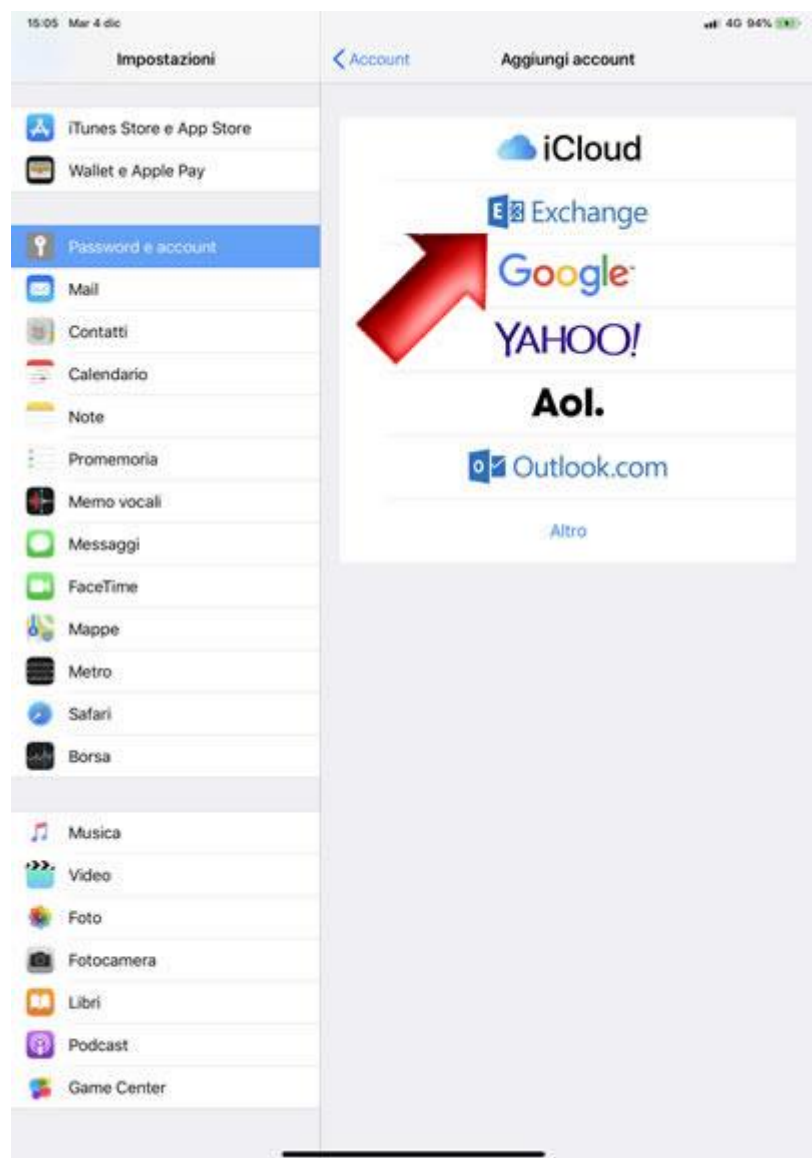 15:05 Mar 4 dic
4G 94%
Impostazioni
Account
Aggiungi account
iTunes Store e App Store
Wallet e Apple Pay
Password e account
Mail
Contatti
Calendario
Note
Promemoria
Memo vocali
Messaggi
FaceTime
Mappe
Metro
Safari
Borsa
Musica
Video
Foto
Fotocamera
Libri
Podcast
Game Center
iCloud
Exchange
Google
YAHOO!
Aol.
Outlook.com
Altro